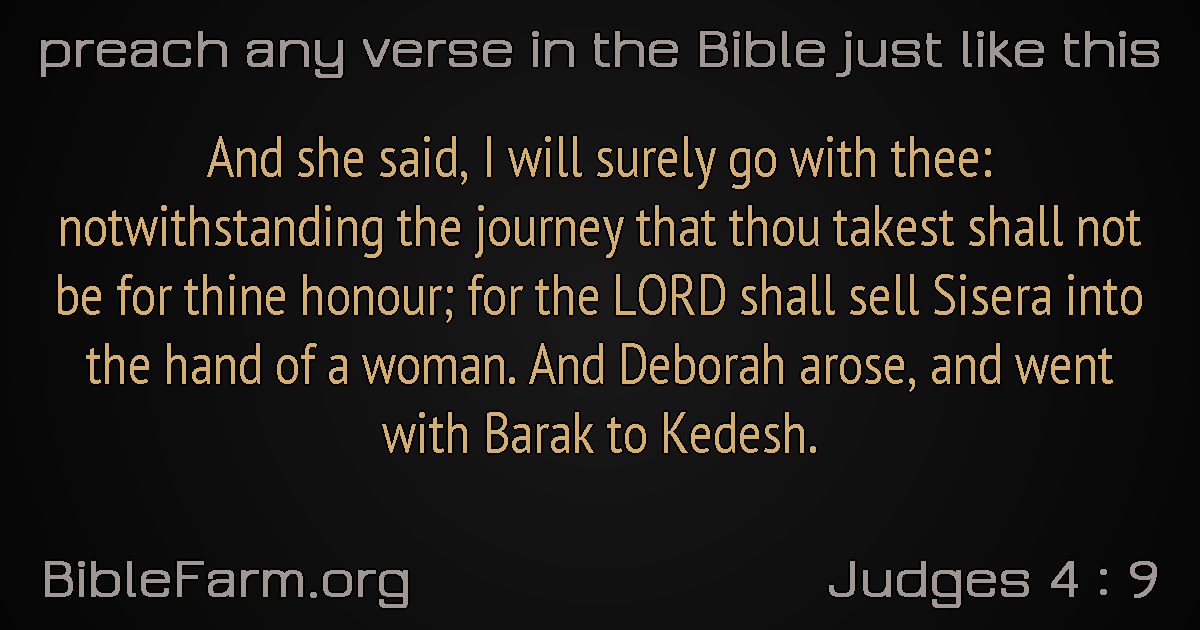 preach any verse in the Bible just like this
And she said, I will surely go with thee:
notwithstanding the journey that thou takest shall not
be for thine honour; for the LORD shall sell Sisera into
the hand of a woman. And Deborah arose, and went
with Barak to Kedesh.
BibleFarm.org
Judges 4 : 9